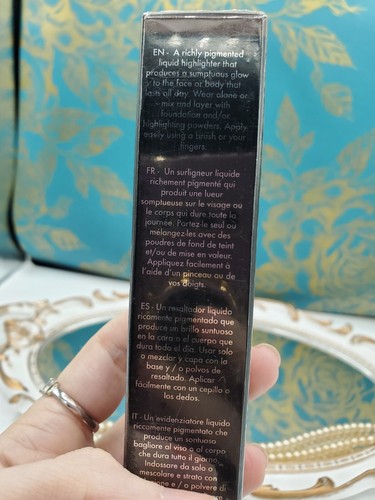 EN - A richly pigmented
liquid highlighter that
produces a sumptuous glow
to the face or body that
lasts all day. Wear alone or
mix and layer with
foundation and/or
highlighting powders. Apply
easily using a brush or your
fingers.
FR - Un surligneur liquide
richement pigmenté qui
produit une lueur
somptueuse sur le visage ou
le corps qui dure toute la
journée. Portez-le seul ou
mélangez-les avec des
poudres de fond de teint
et/ou de mise en valeur.
Appliquez facilement à
l'aide d'un pinceau ou de
vos doigts.
ES - Un resaltador líquido
ricamente pigmentado que
produce un brillo suntuoso
en la cara o el cuerpo que
dura todo el día. Usar solo
o mezclar y capa con la
base y / o polvos de
resaltado. Aplicar
fácilmente con un cepillo o
los dedos.
IT - Un evidenziatore liquido
riccamente pigmentato che
produce un sontuoso
bagliore al viso o al corpo
che dura tutto il giorno.
Indossare da solo o
mescolare e strato con
e / o polvere di